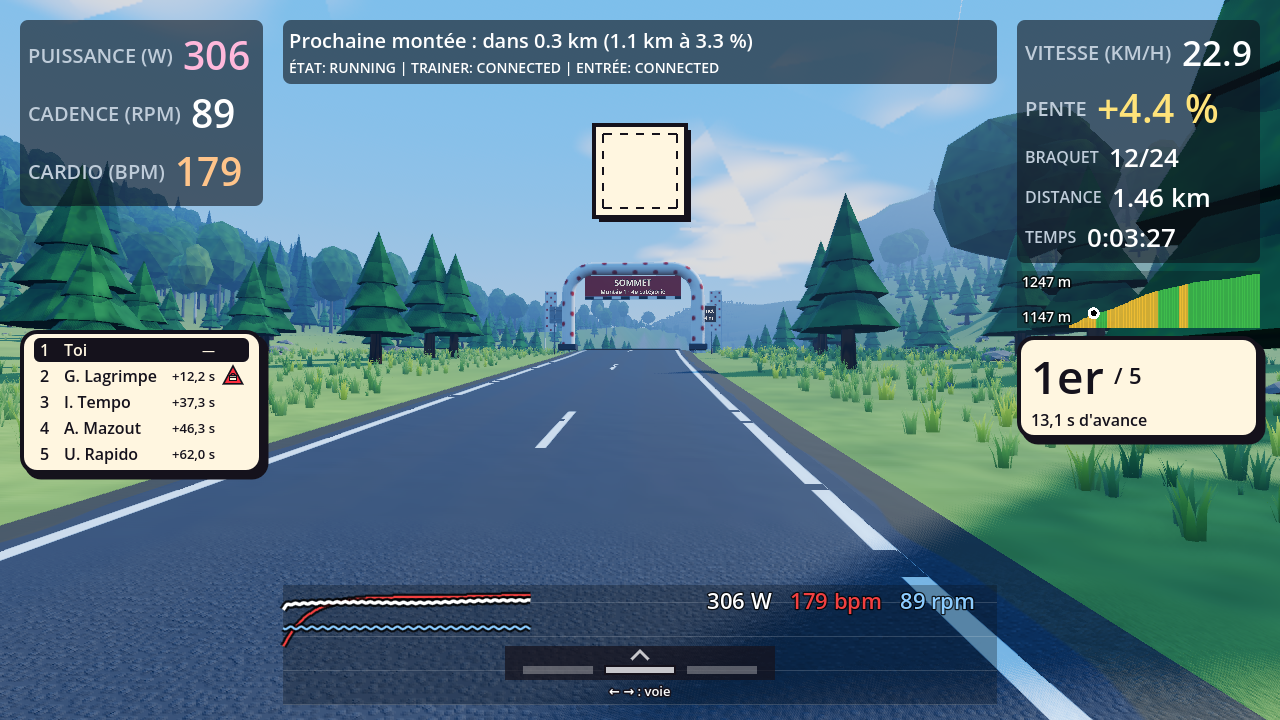 PUISSANCE (W) 306
CADENCE (RPM) 89
CARDIO (BPM) 179
Prochaine montée : dans 0.3 km (1.1 km à 3.3 %)
ÉTAT: RUNNING | TRAINER: CONNECTED | ENTRÉE: CONNECTED
VITESSE (KM/H) 22.9
PENTE +4.4 %
BRAQUET 12/24
DISTANCE 1.46 km
TEMPS 0:03:27
1247 m
1147 m
SOMMET
1 Toi —
2 G. Lagrimpe +12,2 s
3 I. Tempo +37,3 s
4 A. Mazout +46,3 s
5 U. Rapido +62,0 s
1er / 5
13,1 s d'avance
306 W 179 bpm 89 rpm
← → : voie